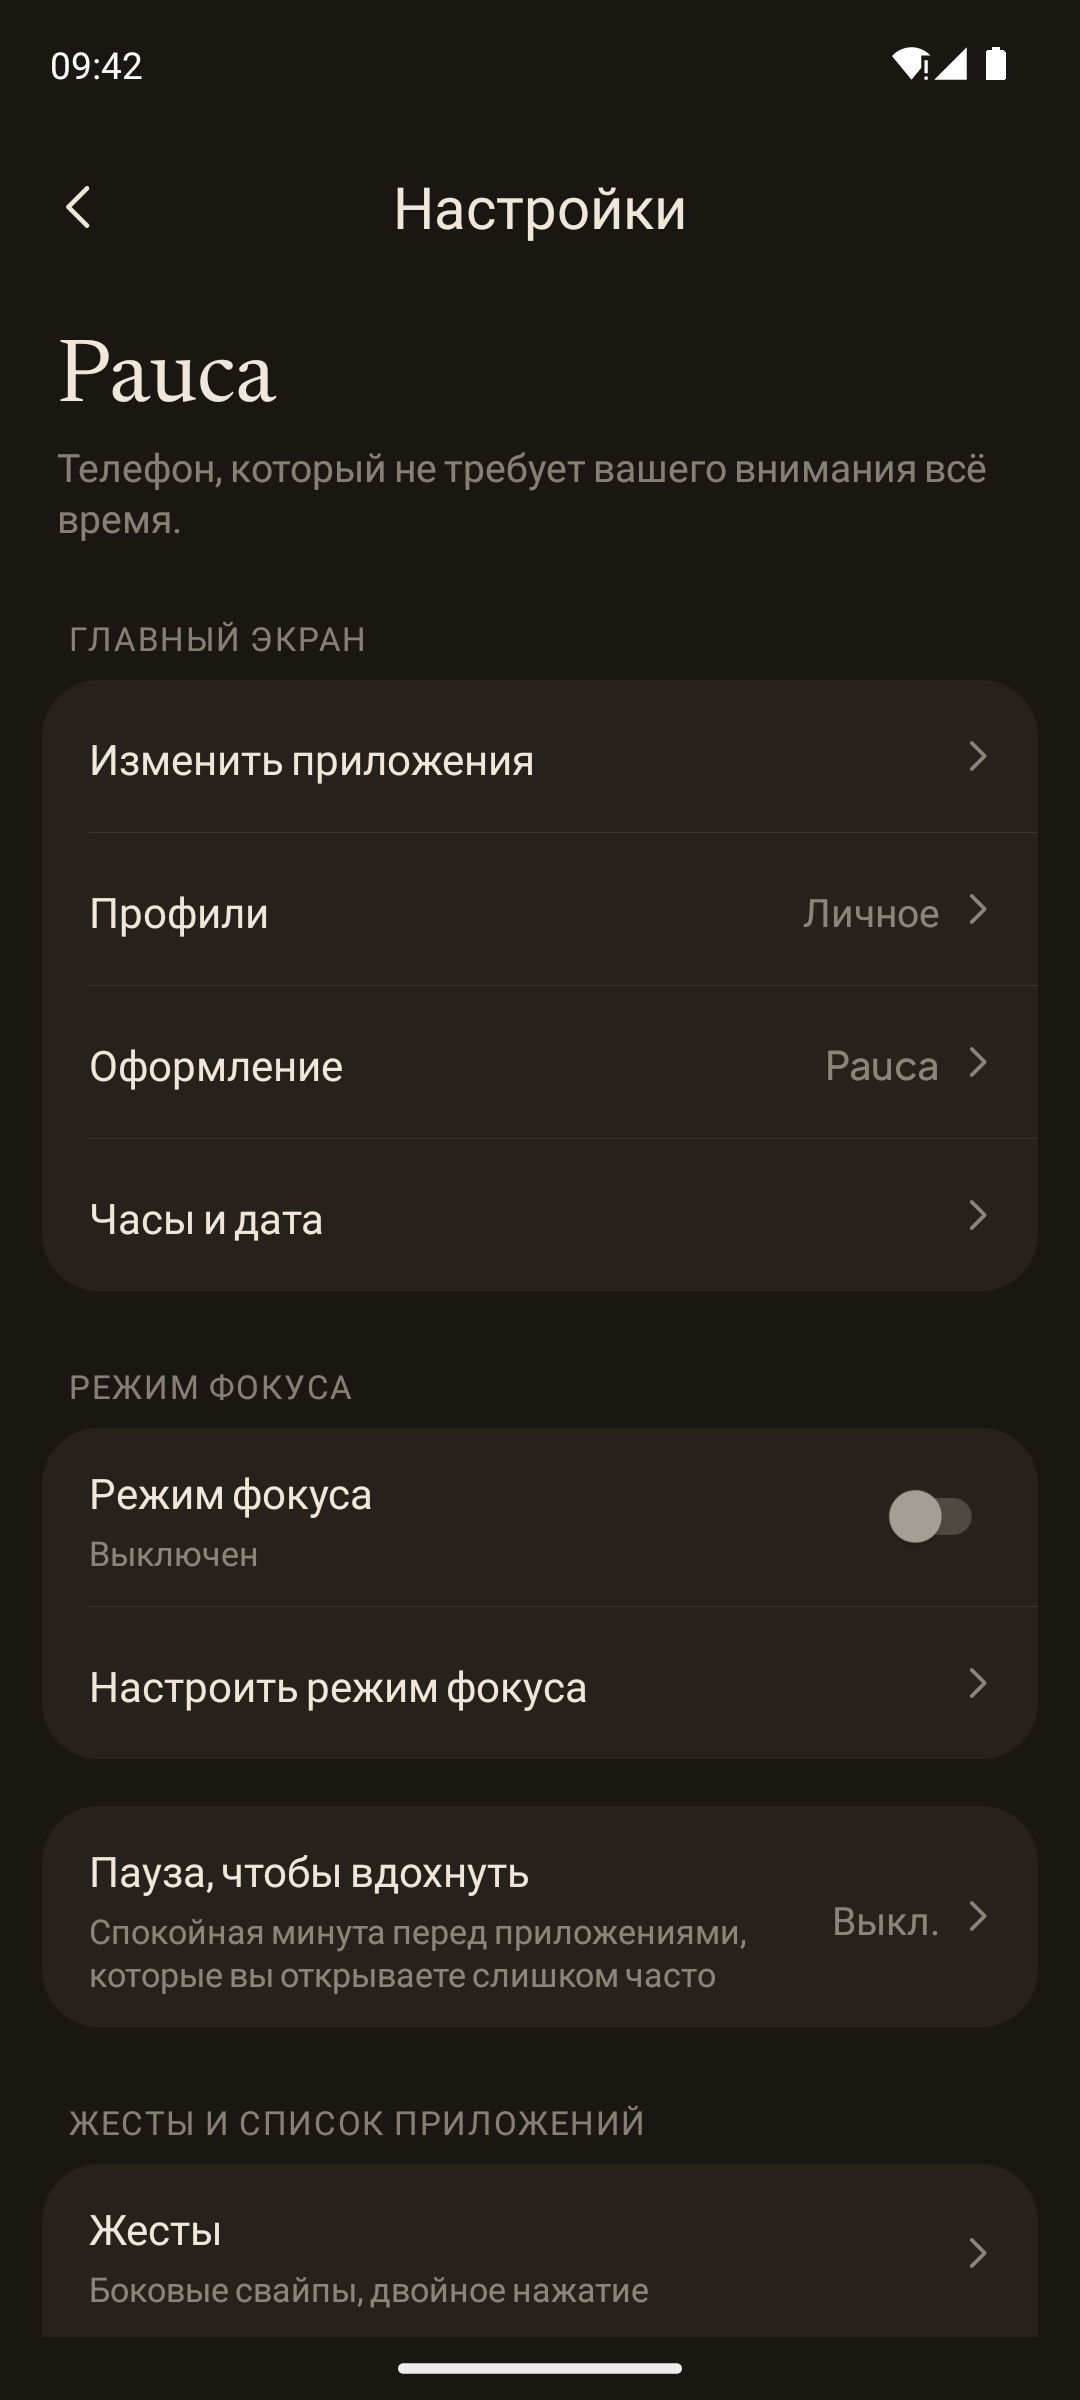 09:42
Настройки
Pauca
Телефон, который не требует вашего внимания всё
время.
ГЛАВНЫЙ ЭКРАН
Изменить приложения
Профили Личное
Оформление Pauca
Часы и дата
РЕЖИМ ФОКУСА
Режим фокуса
Выключен
Настроить режим фокуса
Пауза, чтобы вдохнуть
Спокойная минута перед приложениями,
которые вы открываете слишком часто
Выкл.
ЖЕСТЫ И СПИСОК ПРИЛОЖЕНИЙ
Жесты
Боковые свайпы, двойное нажатие